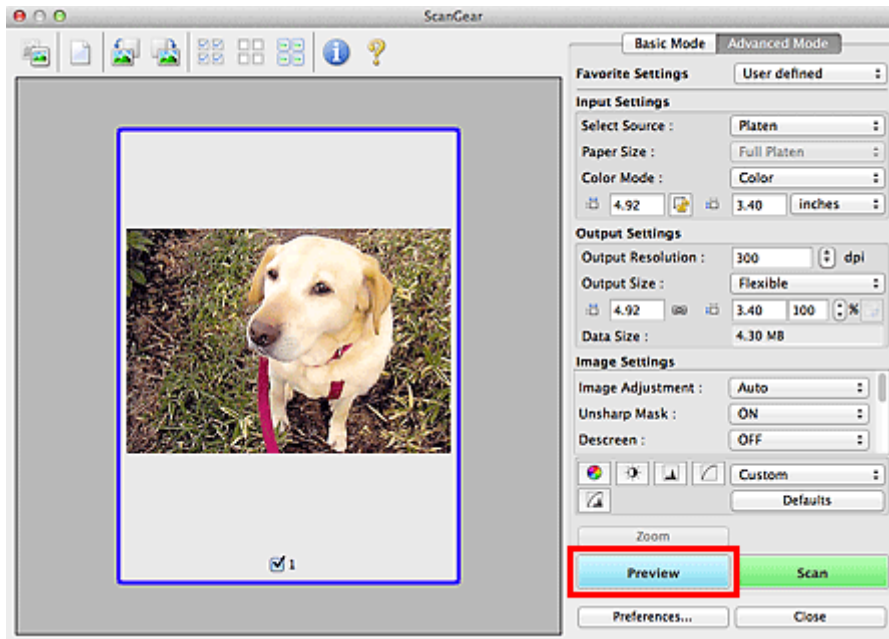 ScanGear
Basic Mode Advanced Mode
Favorite Settings User defined
Input Settings
Select Source : Platen
Paper Size : Full Platen
Color Mode : Color
4.92 3.40 inches
Output Settings
Output Resolution : 300 dpi
Output Size : Flexible
4.92 3.40 100 %
Data Size : 4.30 MB
Image Settings
Image Adjustment : Auto
Unsharp Mask : ON
Descreen : OFF
Custom
Defaults
Zoom
1
Preview Scan
Preferences... Close